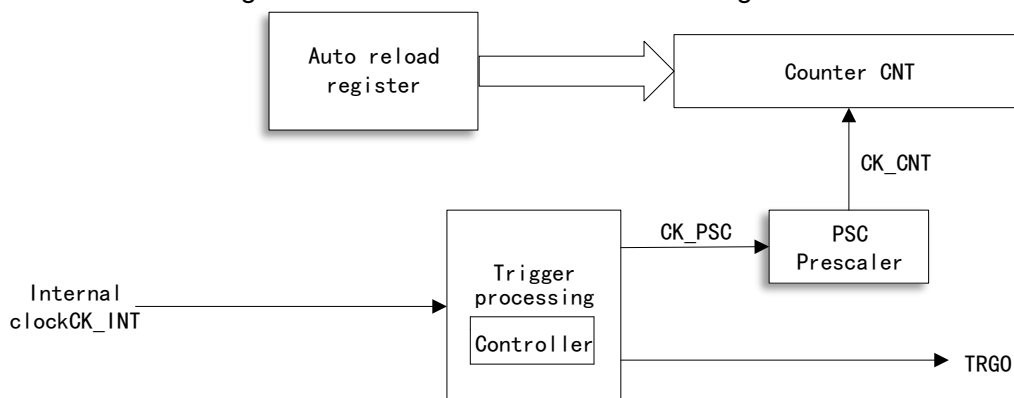 Auto reload
register
Counter CNT
CK_CNT
CK_PSC
PSC
Prescaler
Trigger
processing
Controller
Internal
clockCK_INT
TRGO